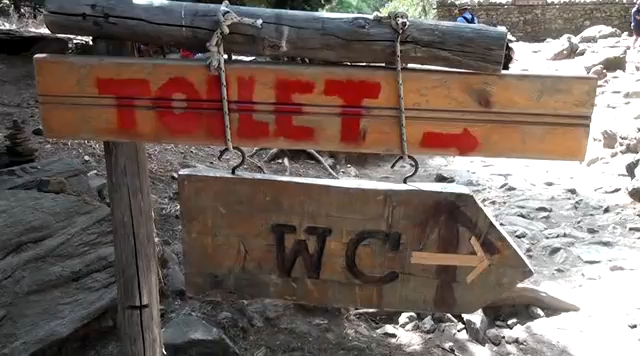 TOILET →
WC →